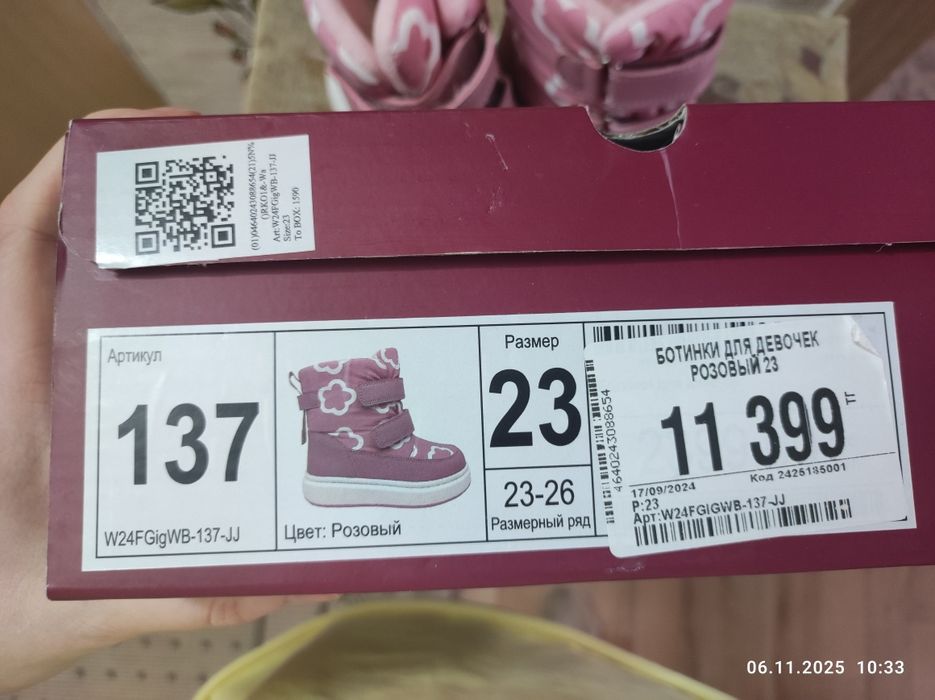 (01)04640243088654(21)5N%
Art:W24FGigWB-137-JJ
Size:23
To BOX: 1590
Артикул
137
W24FGigWB-137-JJ
Цвет: Розовый
Размер
23
23-26
Размерный ряд
4640243088654
БОТИНКИ ДЛЯ ДЕВОЧЕК
РОЗОВЫЙ 23
11 399 ТГ
Код 2425185001
17/09/2024
Р:23
Арт:W24FGIGWB-137-JJ
06.11.2025 10:33